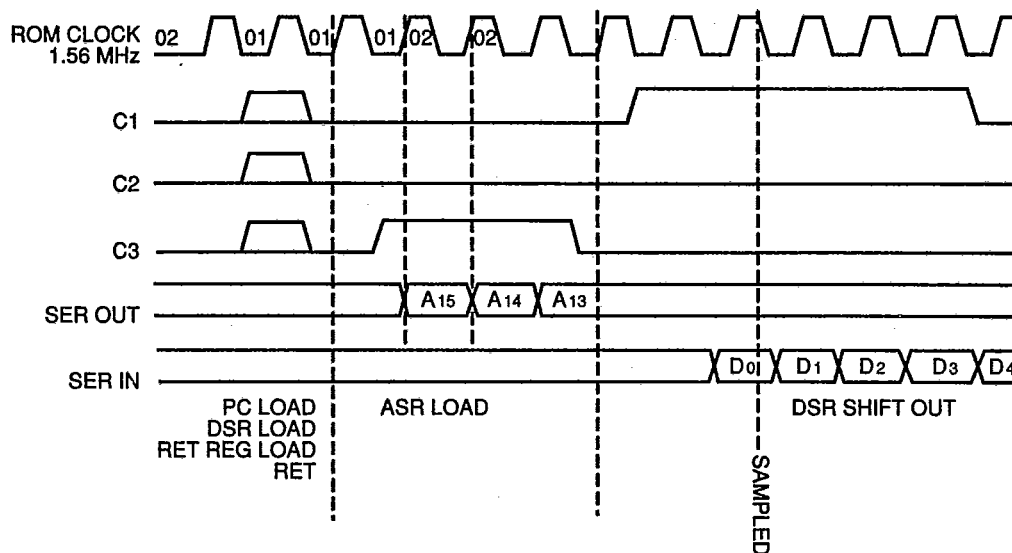 ROM CLOCK
1.56 MHz
02 01 01 01 02 02
C1
C2
C3
SER OUT
A15 A14 A13
SER IN
D0 D1 D2 D3 D4
PC LOAD
DSR LOAD
RET REG LOAD
RET
ASR LOAD
DSR SHIFT OUT
SAMPLED